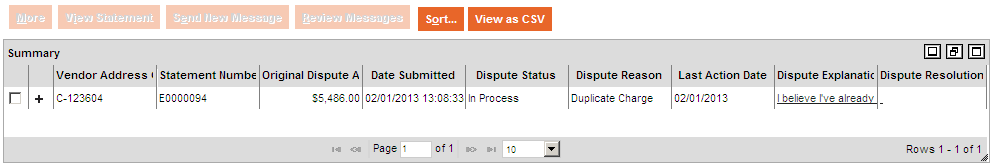 More View Statement Send New Message Review Messages Sort... View as CSV
Summary
Vendor Address Statement Numbe Original Dispute A Date Submitted Dispute Status Dispute Reason Last Action Date Dispute Explanatio Dispute Resolution
C-123604 E0000094 $5,486.00 02/01/2013 13:08:33 In Process Duplicate Charge 02/01/2013 I believe I've already
Page 1 of 1 10 Rows 1 - 1 of 1